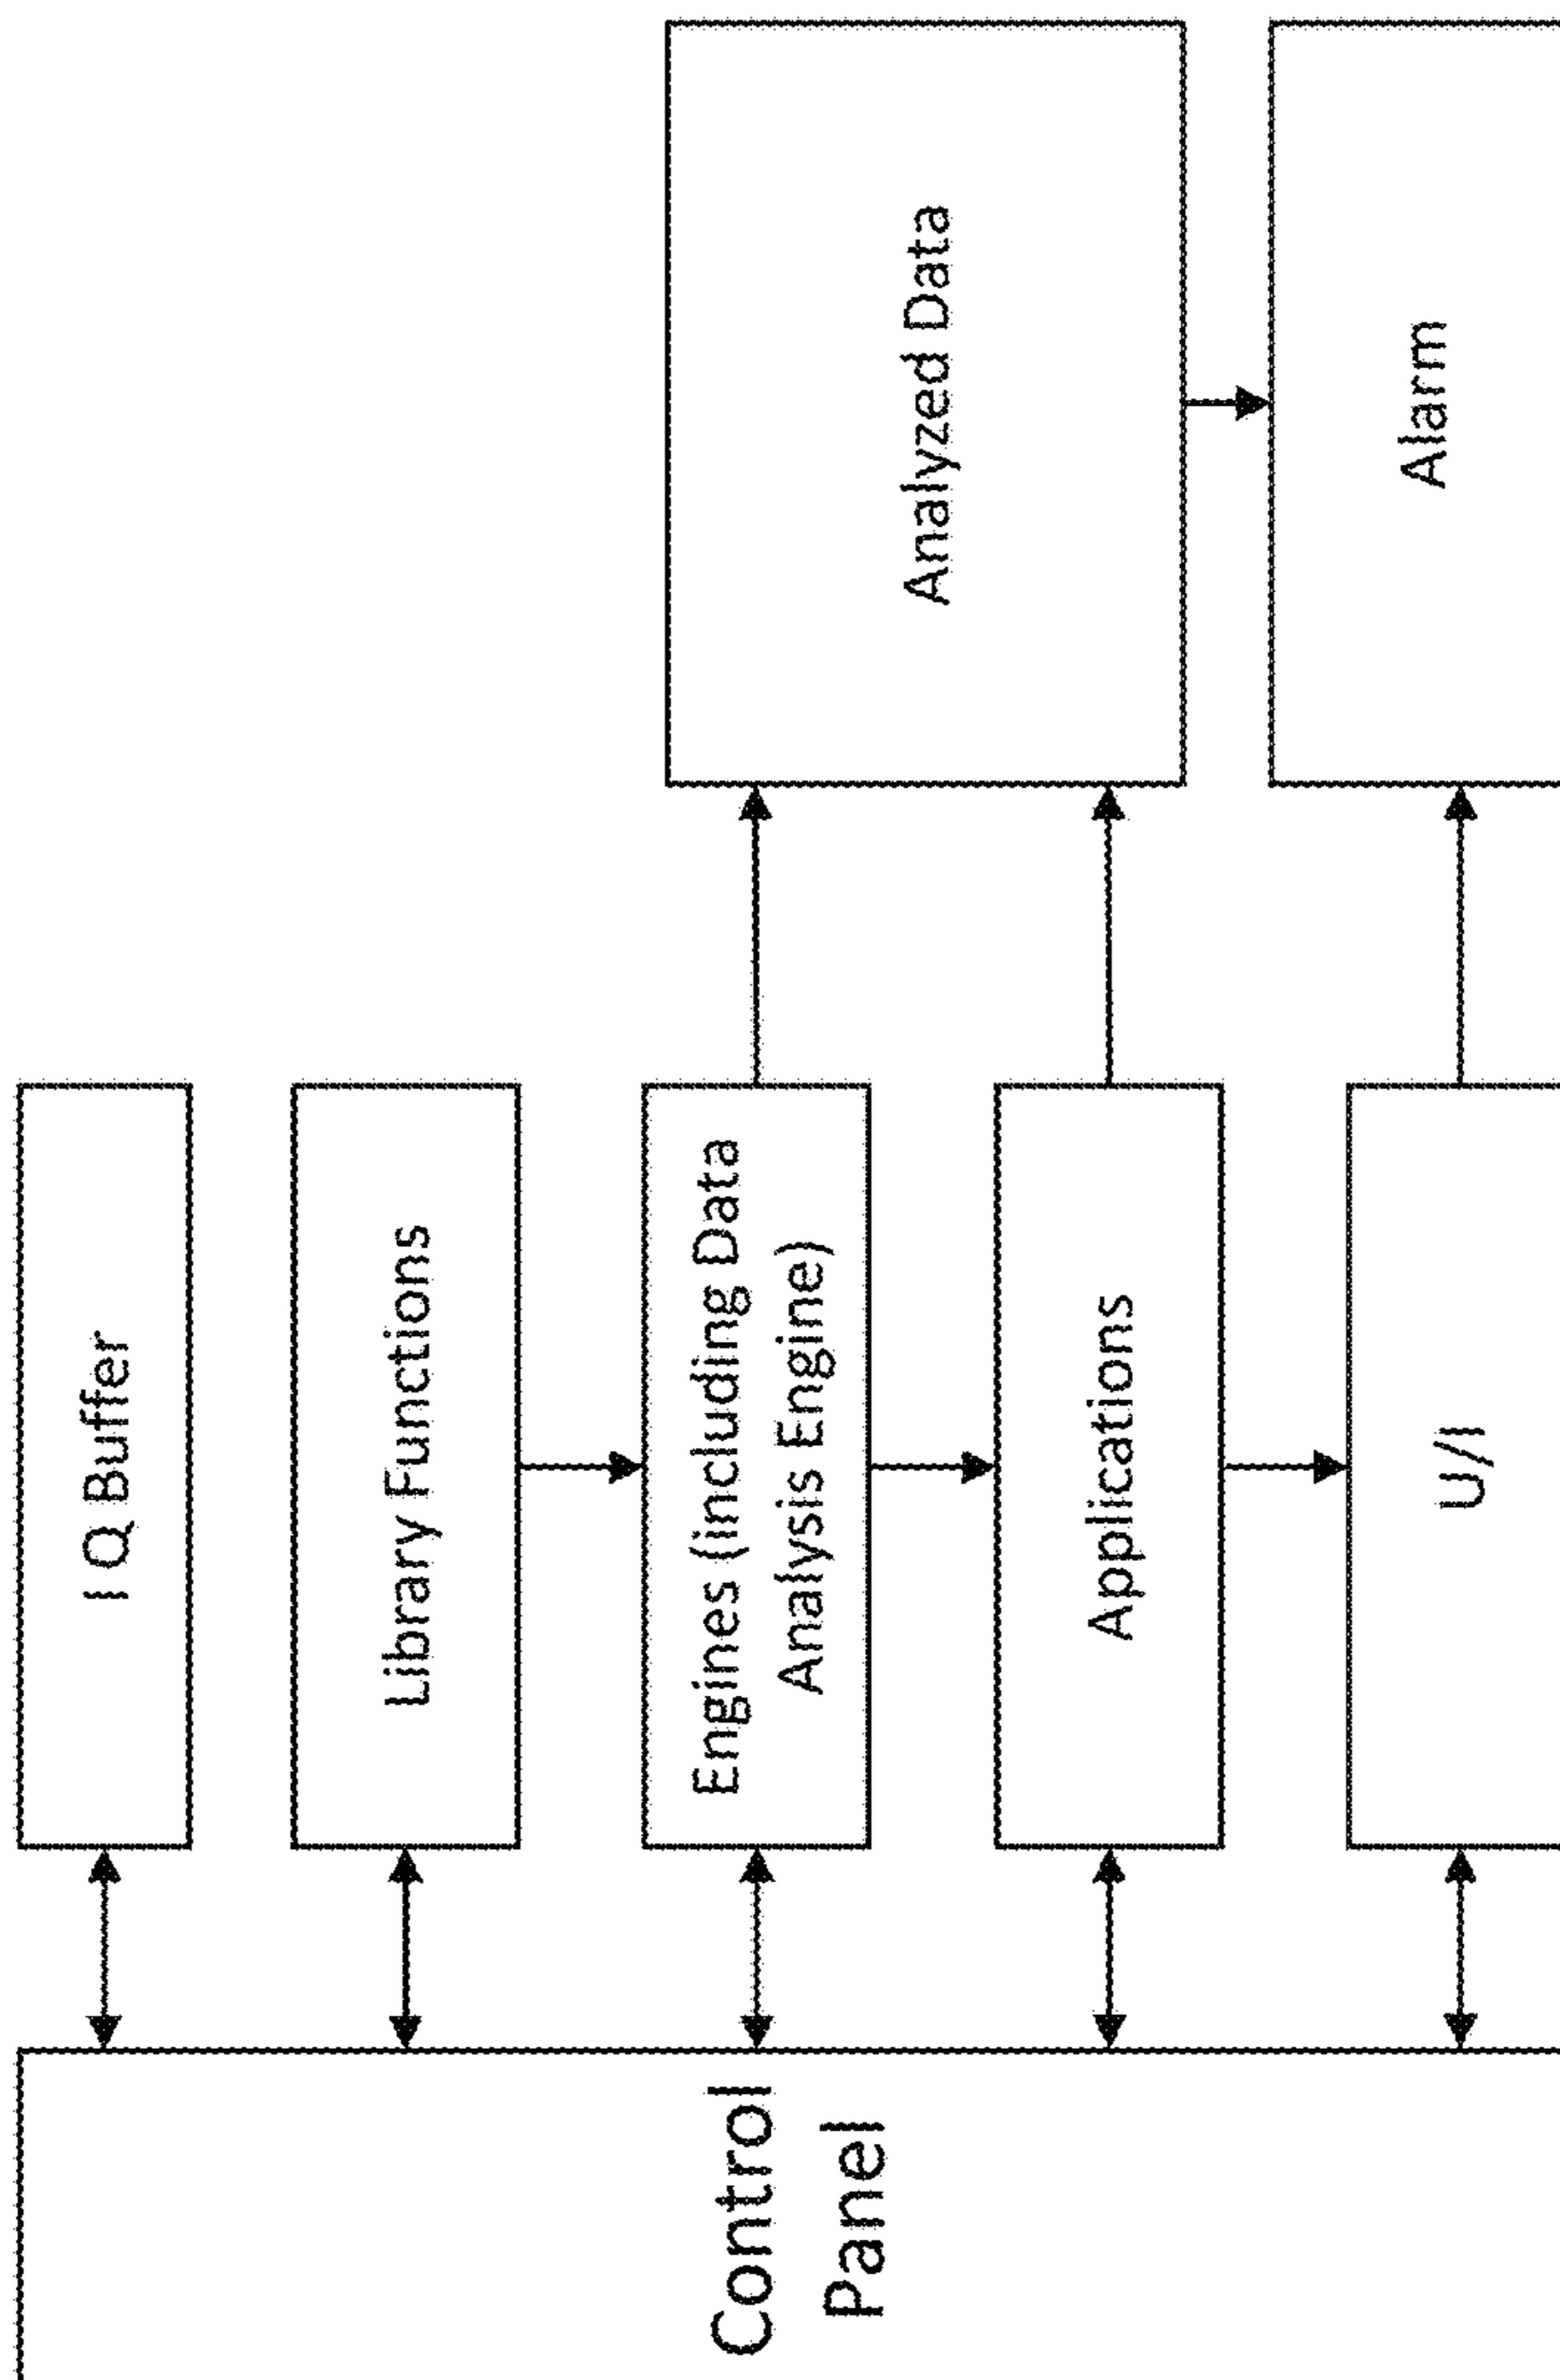 I Q Buffer
Library Functions
Engines (including Data
Analysis Engine)
Applications
U/I
Analyzed Data
Alarm
Control
Panel